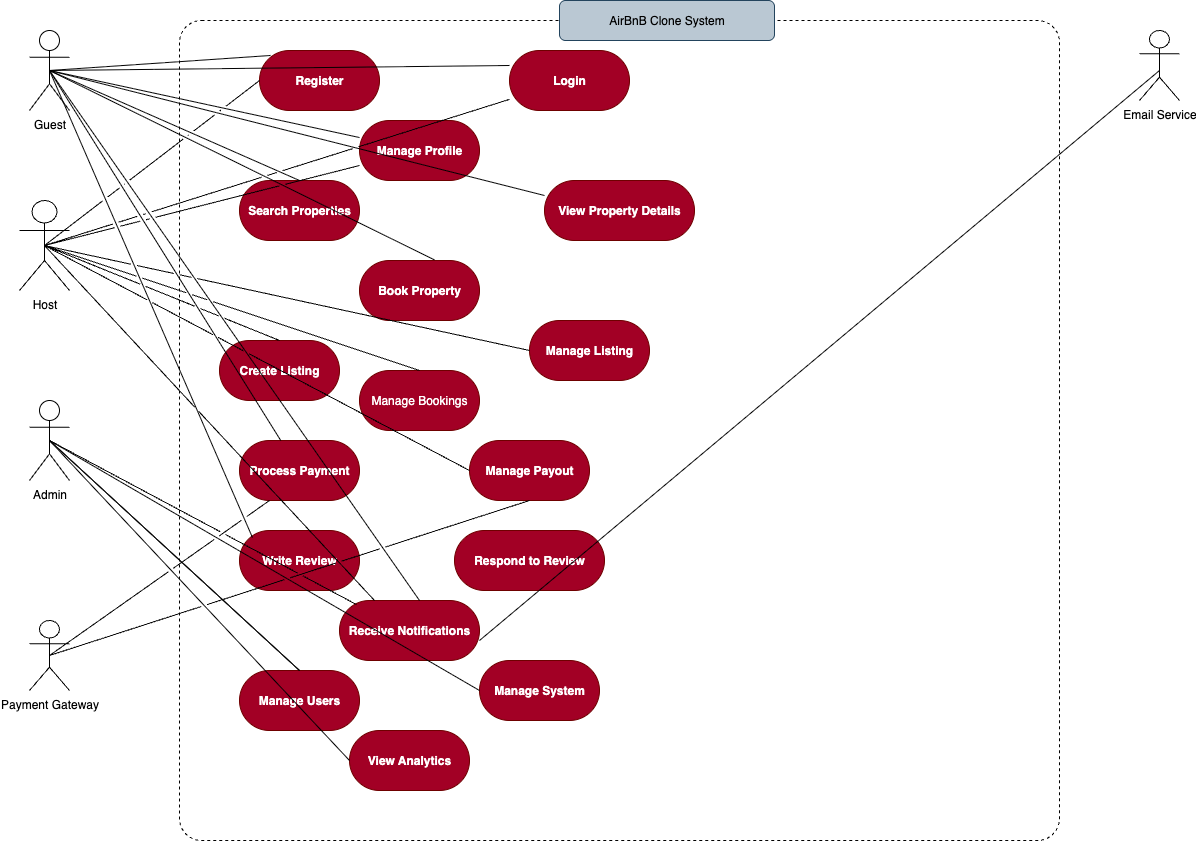 AirBnB Clone System
Guest
Register
Login
Email Service
Manage Profile
Search Properties
View Property Details
Host
Book Property
Manage Listing
Create Listing
Manage Bookings
Admin
Process Payment
Manage Payout
Write Review
Respond to Review
Receive Notifications
Payment Gateway
Manage Users
Manage System
View Analytics